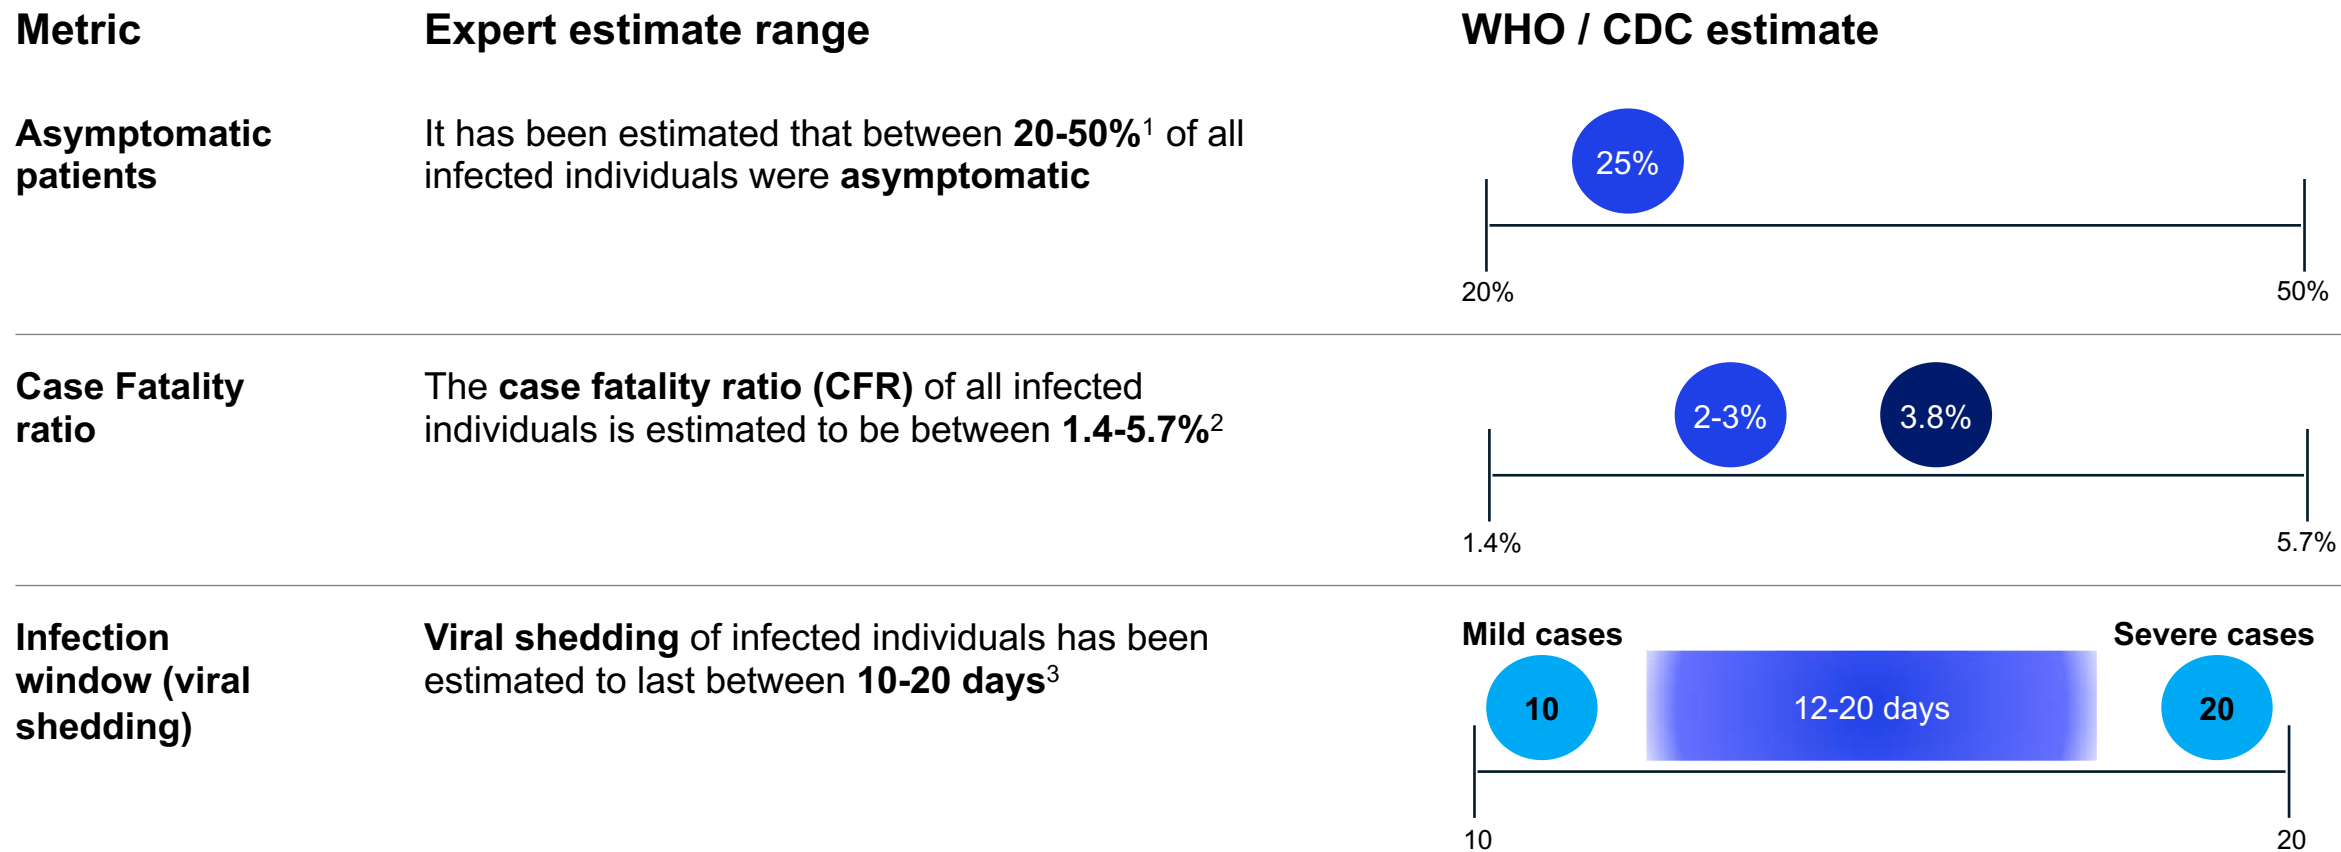 Metric
Expert estimate range
WHO / CDC estimate
Asymptomatic
patients
It has been estimated that between 20-50%¹ of all
infected individuals were asymptomatic
25%
20%
50%
Case Fatality
ratio
The case fatality ratio (CFR) of all infected
individuals is estimated to be between 1.4-5.7%²
2-3%
3.8%
1.4%
5.7%
Infection
window (viral
shedding)
Viral shedding of infected individuals has been
estimated to last between 10-20 days³
Mild cases
Severe cases
10
12-20 days
20
10
20